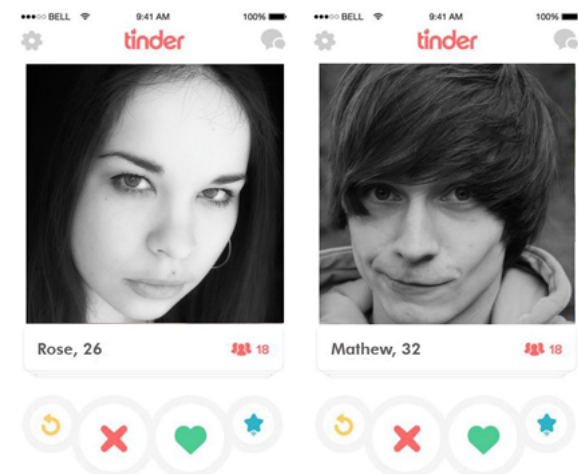 BELL 9:41 AM 100%
tinder
Rose, 26
18
BELL 9:41 AM 100%
tinder
Mathew, 32
18